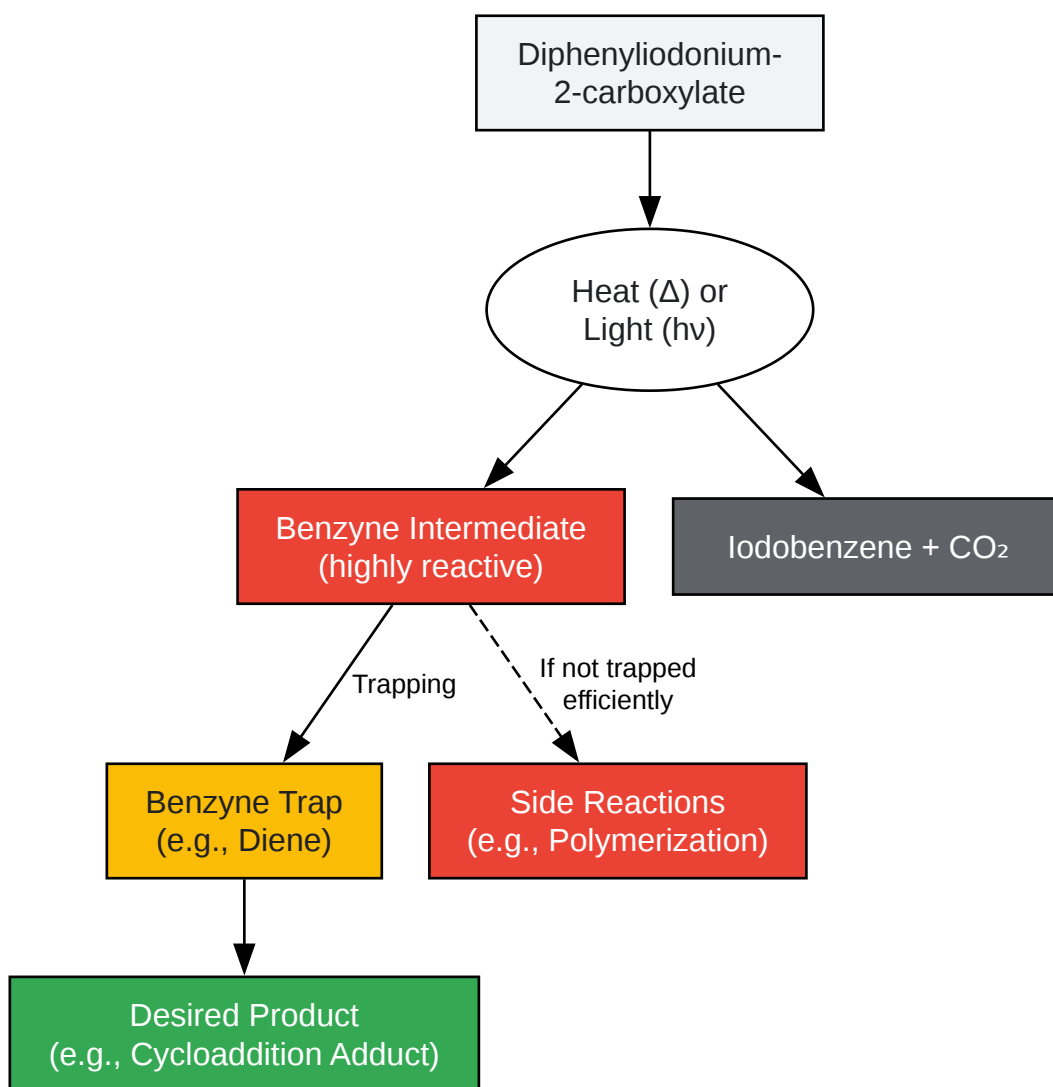 Diphenyliodonium-
2-carboxylate
Heat (Δ) or
Light (hν)
Benzyne Intermediate
(highly reactive)
Iodobenzene + CO₂
Trapping
If not trapped
efficiently
Benzyne Trap
(e.g., Diene)
Side Reactions
(e.g., Polymerization)
Desired Product
(e.g., Cycloaddition Adduct)